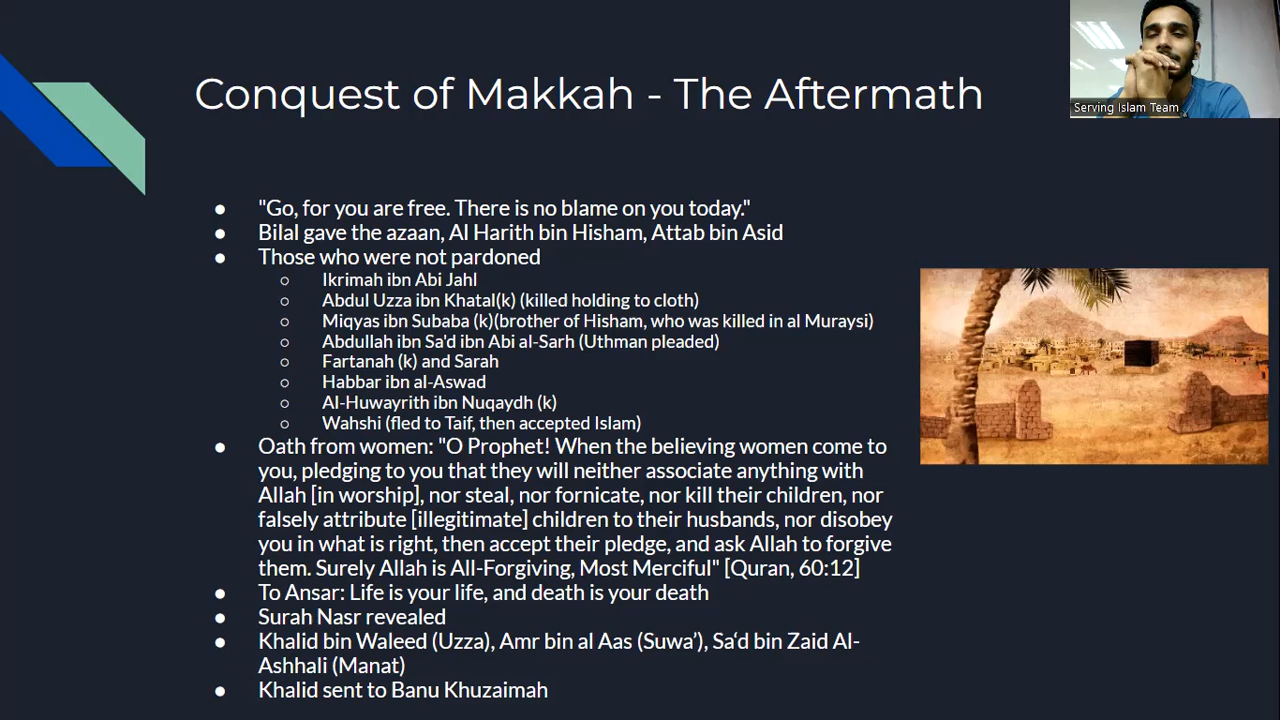 Serving Islam Team
Conquest of Makkah - The Aftermath
● "Go, for you are free. There is no blame on you today."
● Bilal gave the azaan, Al Harith bin Hisham, Attab bin Asid
● Those who were not pardoned
○ Ikrimah ibn Abi Jahl
○ Abdul Uzza ibn Khatal(k) (killed holding to cloth)
○ Miqyas ibn Subaba (k)(brother of Hisham, who was killed in al Muraysi)
○ Abdullah ibn Sa'd ibn Abi al-Sarh (Uthman pleaded)
○ Fartanah (k) and Sarah
○ Habbar ibn al-Aswad
○ Al-Huwayrith ibn Nuqaydh (k)
○ Wahshi (fled to Taif, then accepted Islam)
● Oath from women: "O Prophet! When the believing women come to
you, pledging to you that they will neither associate anything with
Allah [in worship], nor steal, nor fornicate, nor kill their children, nor
falsely attribute [illegitimate] children to their husbands, nor disobey
you in what is right, then accept their pledge, and ask Allah to forgive
them. Surely Allah is All-Forgiving, Most Merciful" [Quran, 60:12]
● To Ansar: Life is your life, and death is your death
● Surah Nasr revealed
● Khalid bin Waleed (Uzza), Amr bin al Aas (Suwa’), Sa‘d bin Zaid Al-
Ashhali (Manat)
● Khalid sent to Banu Khuzaimah